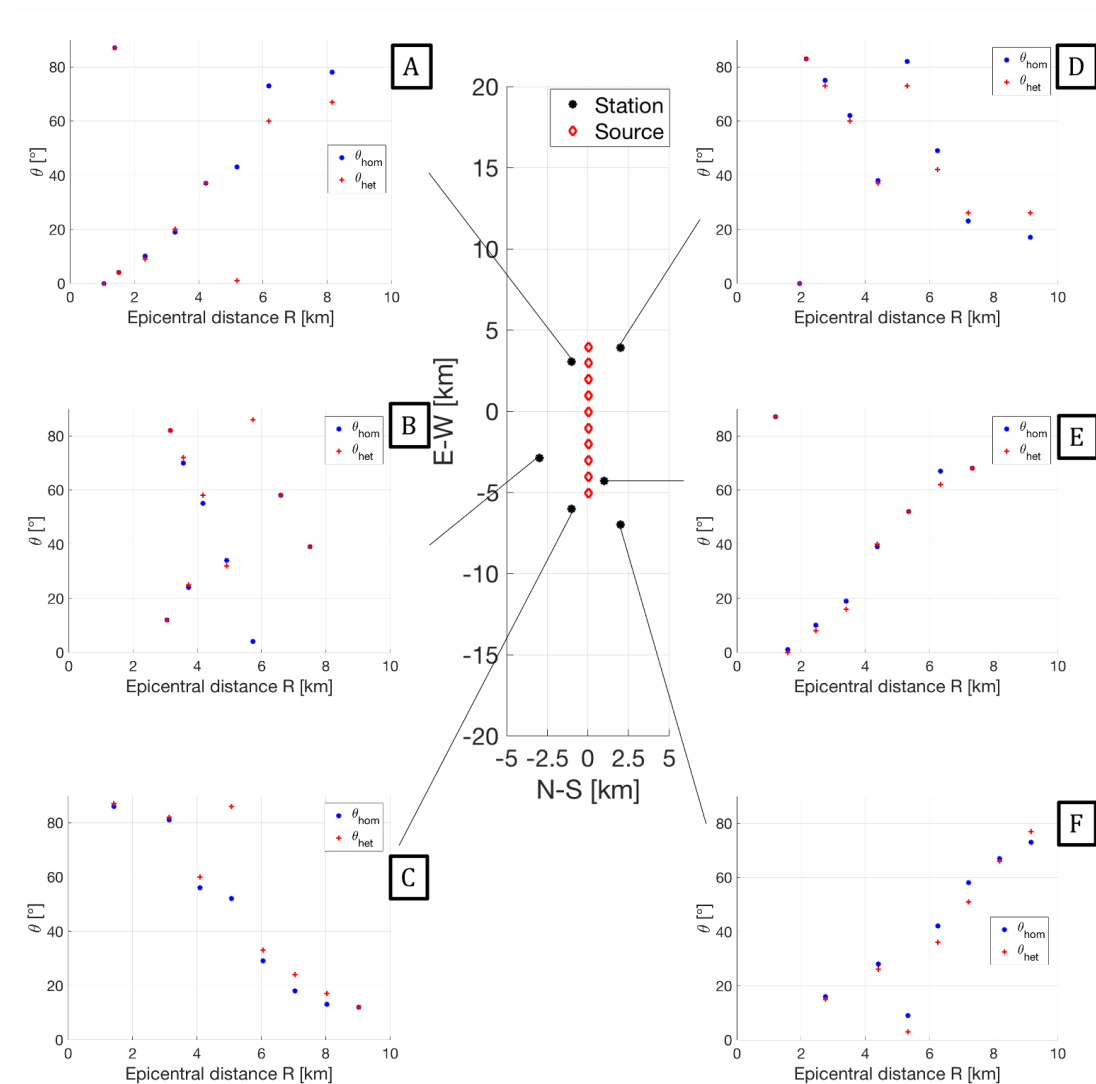 A
80
60
40
20
0
θ [°]
θhom
θhet
0 2 4 6 8 10
Epicentral distance R [km]
B
80
60
40
20
0
θ [°]
θhom
θhet
0 2 4 6 8 10
Epicentral distance R [km]
C
80
60
40
20
0
θ [°]
θhom
θhet
0 2 4 6 8 10
Epicentral distance R [km]
Station
Source
20
15
10
5
0
-5
-10
-15
-20
E-W [km]
-5 -2.5 0 2.5 5
N-S [km]
D
80
60
40
20
0
θ [°]
θhom
θhet
0 2 4 6 8 10
Epicentral distance R [km]
E
80
60
40
20
0
θ [°]
θhom
θhet
0 2 4 6 8 10
Epicentral distance R [km]
F
80
60
40
20
0
θ [°]
θhom
θhet
0 2 4 6 8 10
Epicentral distance R [km]